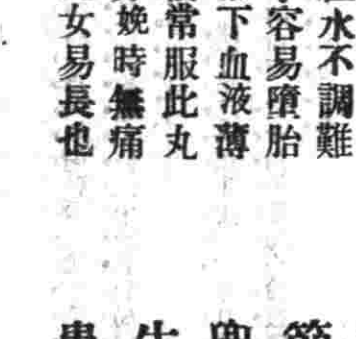 水不調難
容易墮胎
下血液薄
常服此丸
娩時無痛
女易長也